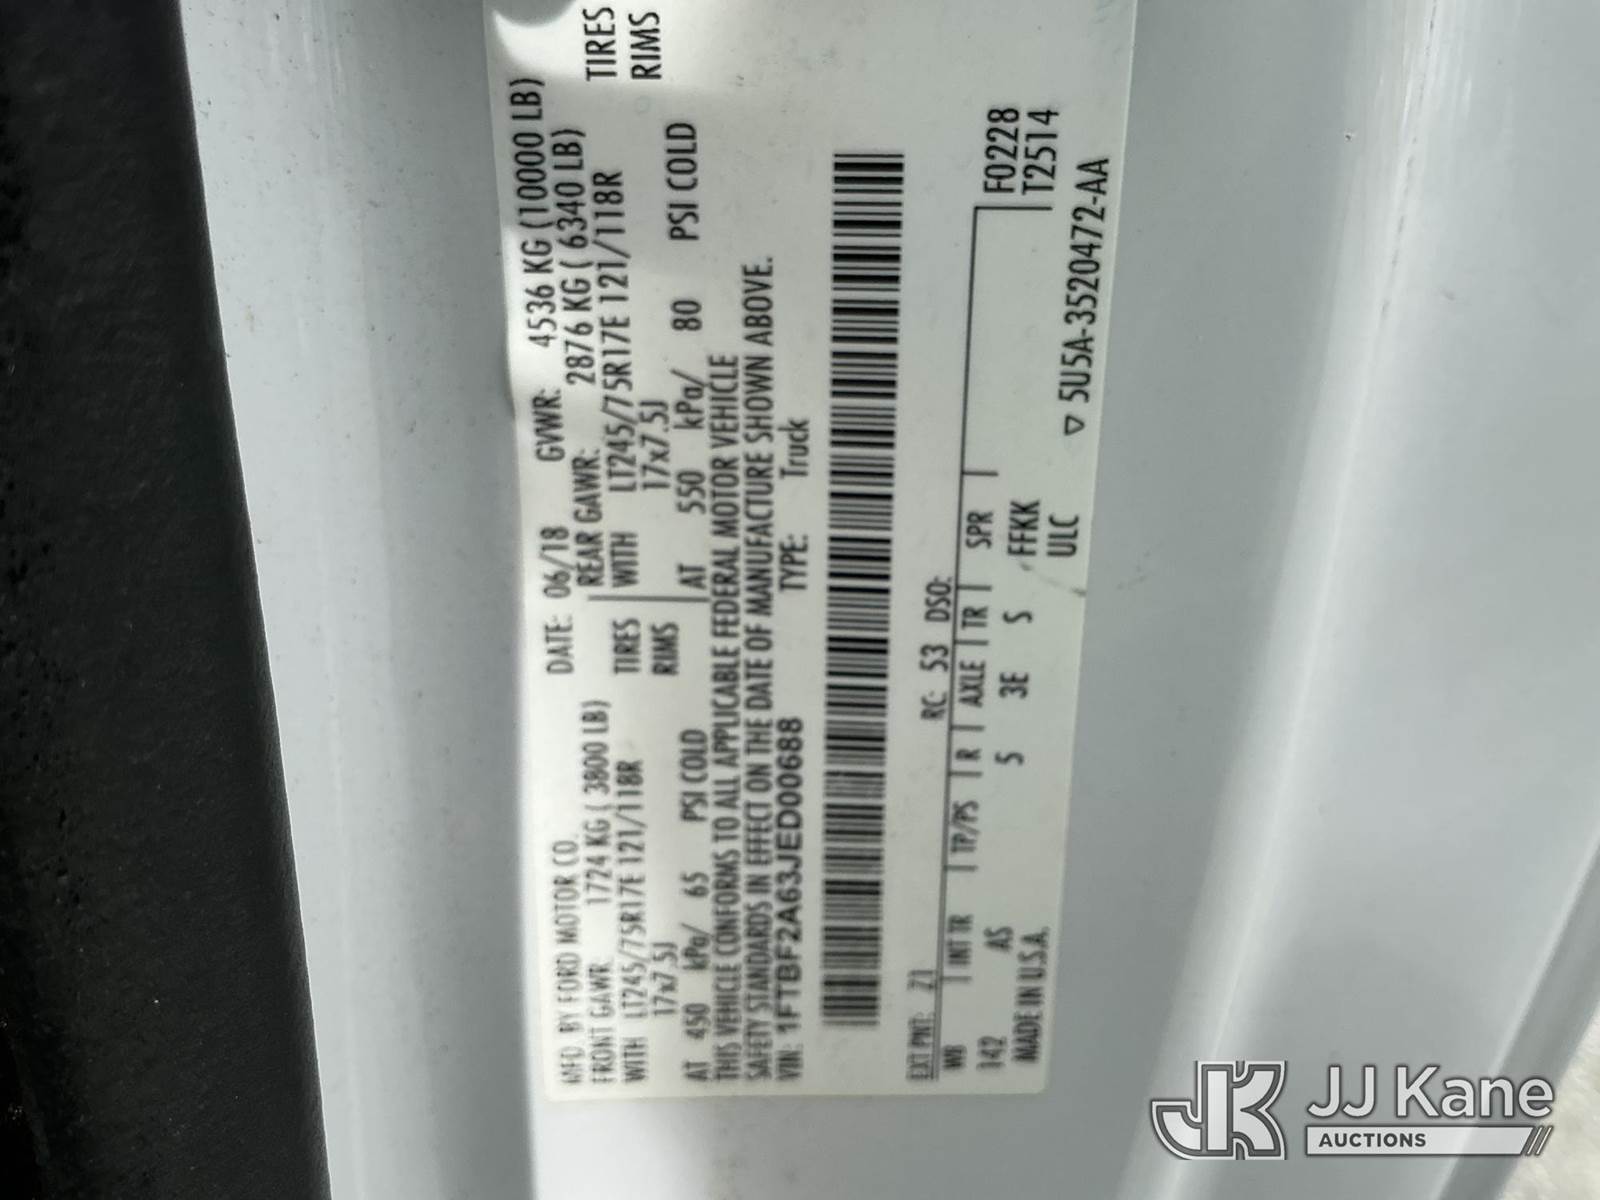 MFD. BY FORD MOTOR CO. DATE: 06/18 GVWR: 4536 KG (10000 LB)
FRONT GAWR: 1724 KG ( 3800 LB) REAR GAWR: 2876 KG ( 6340 LB)
WITH LT245/75R17E 121/118R TIRES WITH LT245/75R17E 121/118R TIRES
17x7.5J RIMS 17x7.5J RIMS
AT 450 kPa/ 65 PSI COLD AT 550 kPa/ 80 PSI COLD
THIS VEHICLE CONFORMS TO ALL APPLICABLE FEDERAL MOTOR VEHICLE
SAFETY STANDARDS IN EFFECT ON THE DATE OF MANUFACTURE SHOWN ABOVE.
VIN: 1FTBF2A63JED00688 TYPE: Truck
EXT PNT: Z1 RC: 53 DSO:
WB INT TR TP/PS R AXLE TR SPR F0228
142 AS 5 3E S FFKK T2514
MADE IN U.S.A. ULC ▽ 5U5A-3520472-AA
JK JJ Kane
AUCTIONS